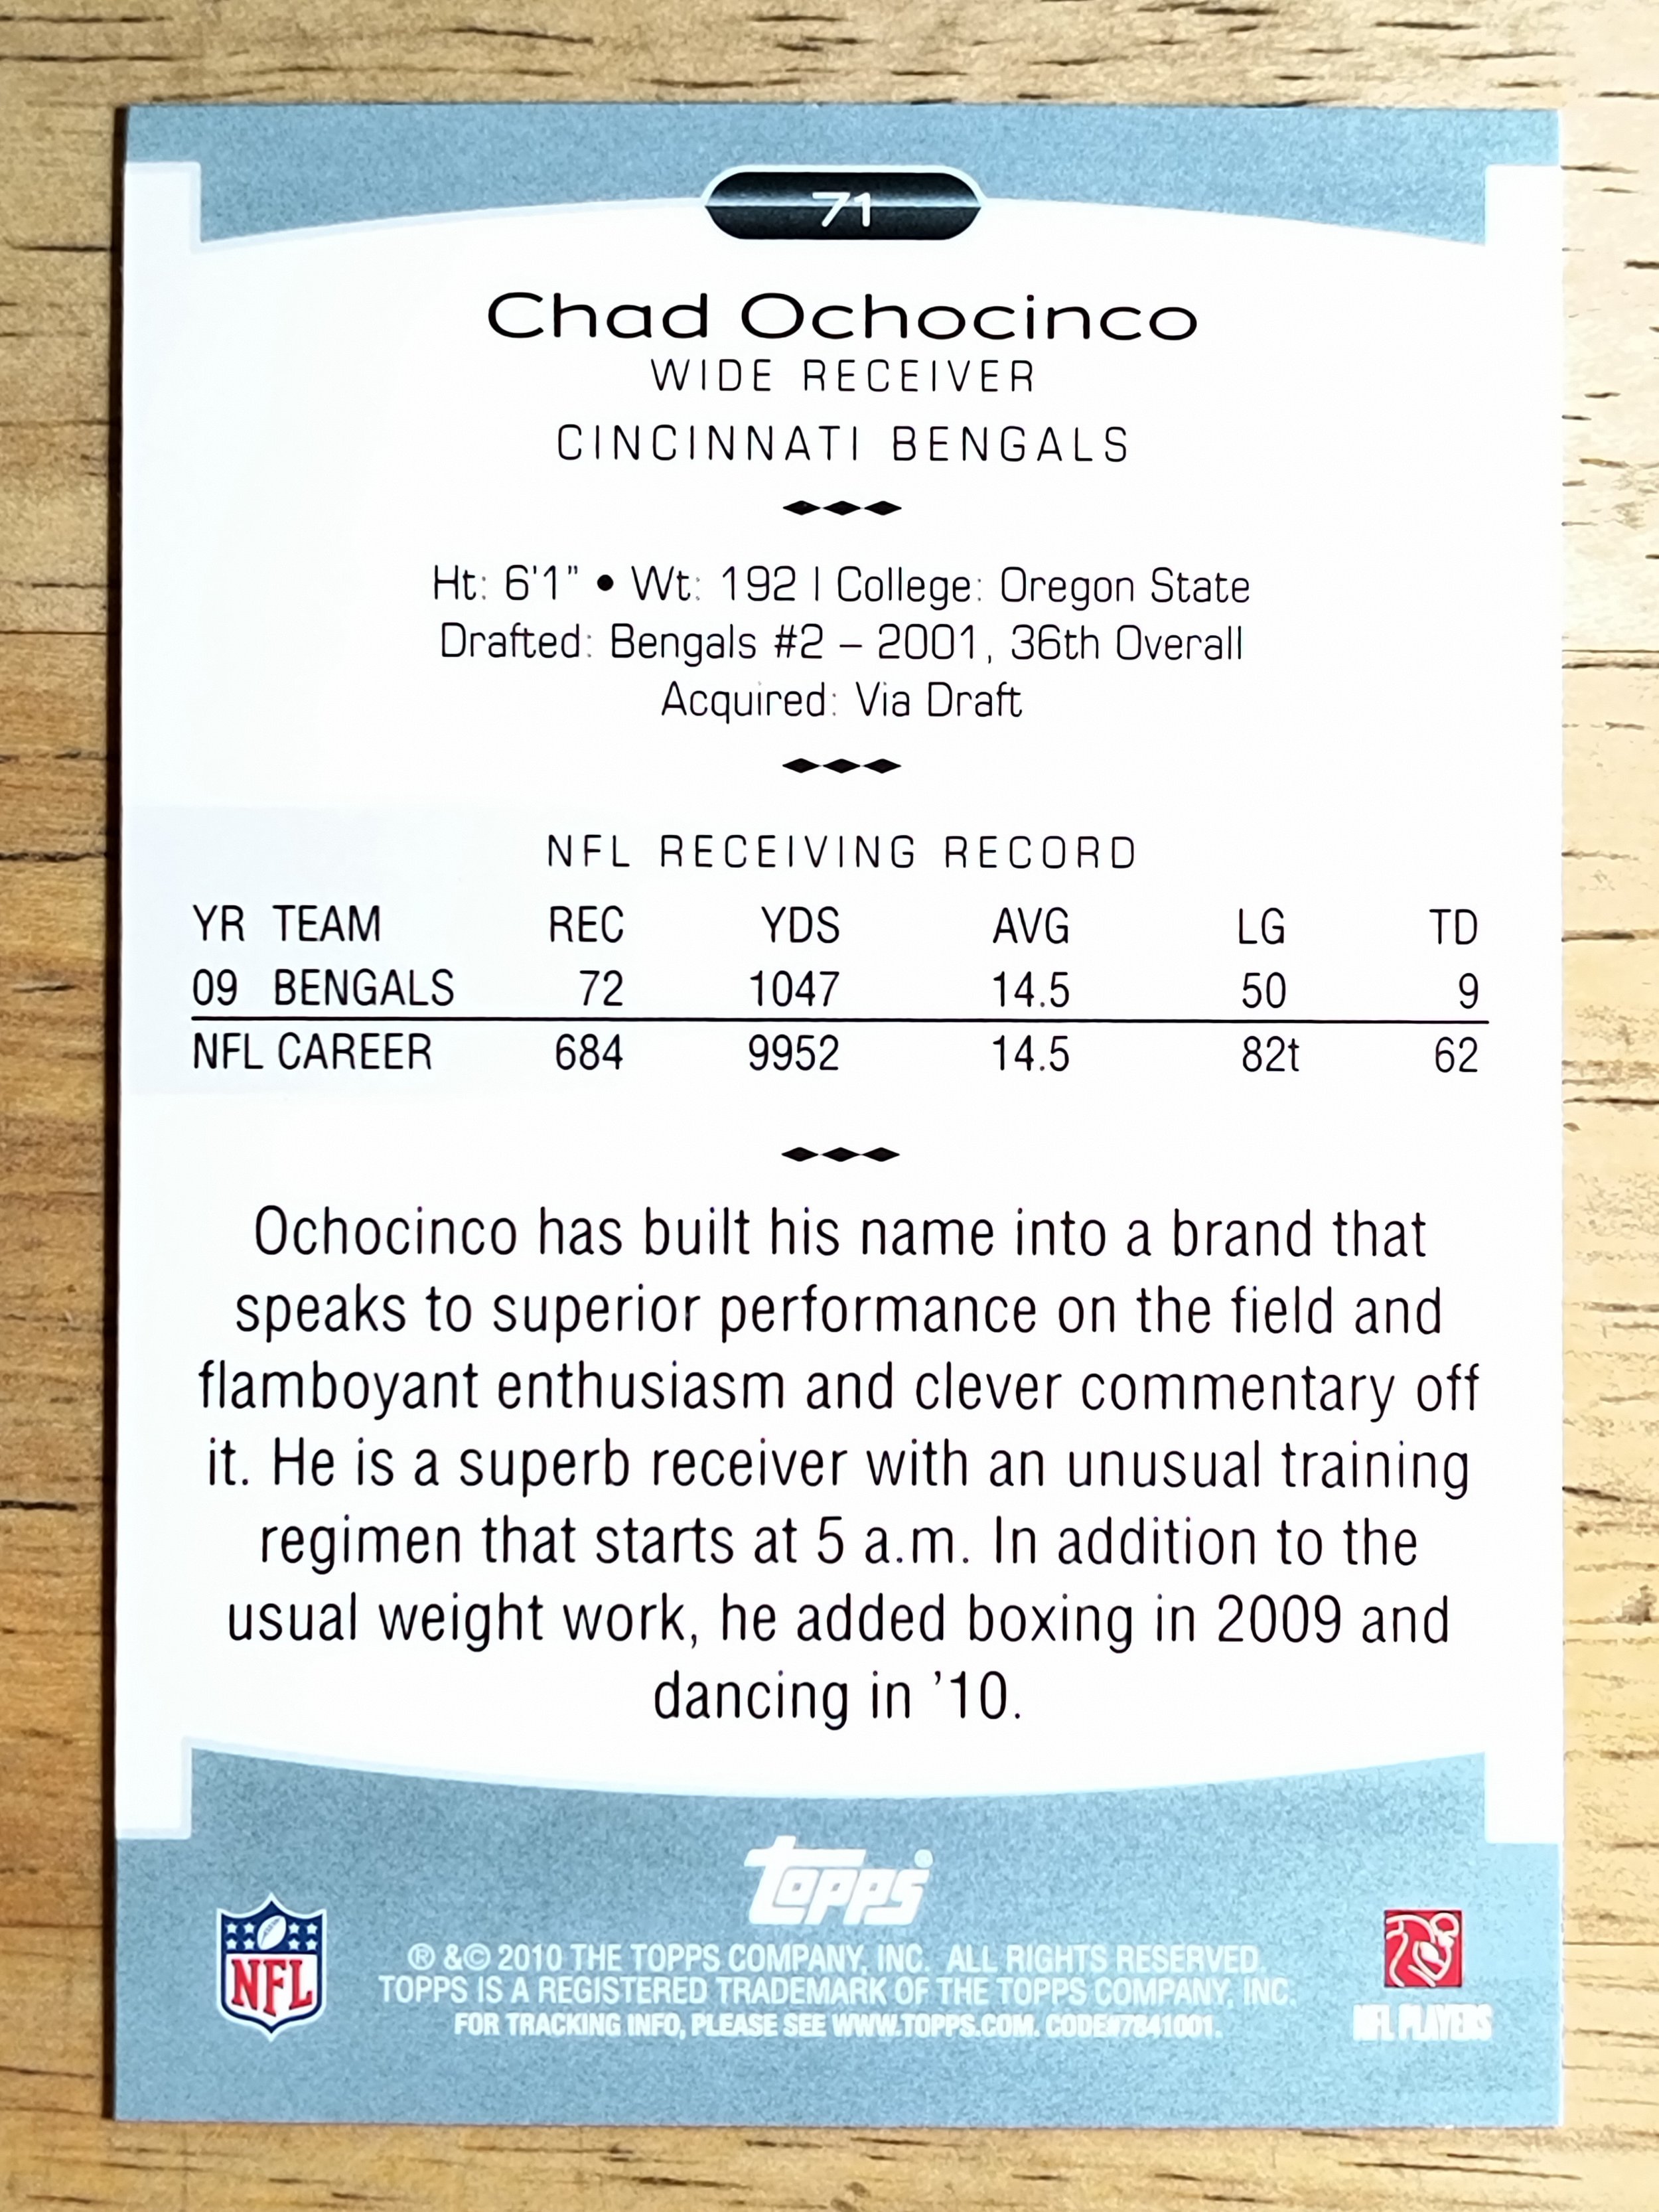 71
Chad Ochocinco
WIDE RECEIVER
CINCINNATI BENGALS
Ht: 6'1" • Wt: 192 | College: Oregon State
Drafted: Bengals #2 – 2001, 36th Overall
Acquired: Via Draft
NFL RECEIVING RECORD
YR TEAM REC YDS AVG LG TD
09 BENGALS 72 1047 14.5 50 9
NFL CAREER 684 9952 14.5 82t 62
Ochocinco has built his name into a brand that
speaks to superior performance on the field and
flamboyant enthusiasm and clever commentary off
it. He is a superb receiver with an unusual training
regimen that starts at 5 a.m. In addition to the
usual weight work, he added boxing in 2009 and
dancing in '10.
topps
NFL
® &© 2010 THE TOPPS COMPANY, INC. ALL RIGHTS RESERVED.
TOPPS IS A REGISTERED TRADEMARK OF THE TOPPS COMPANY, INC.
FOR TRACKING INFO, PLEASE SEE WWW.TOPPS.COM. CODE#7841001.
NFL PLAYERS